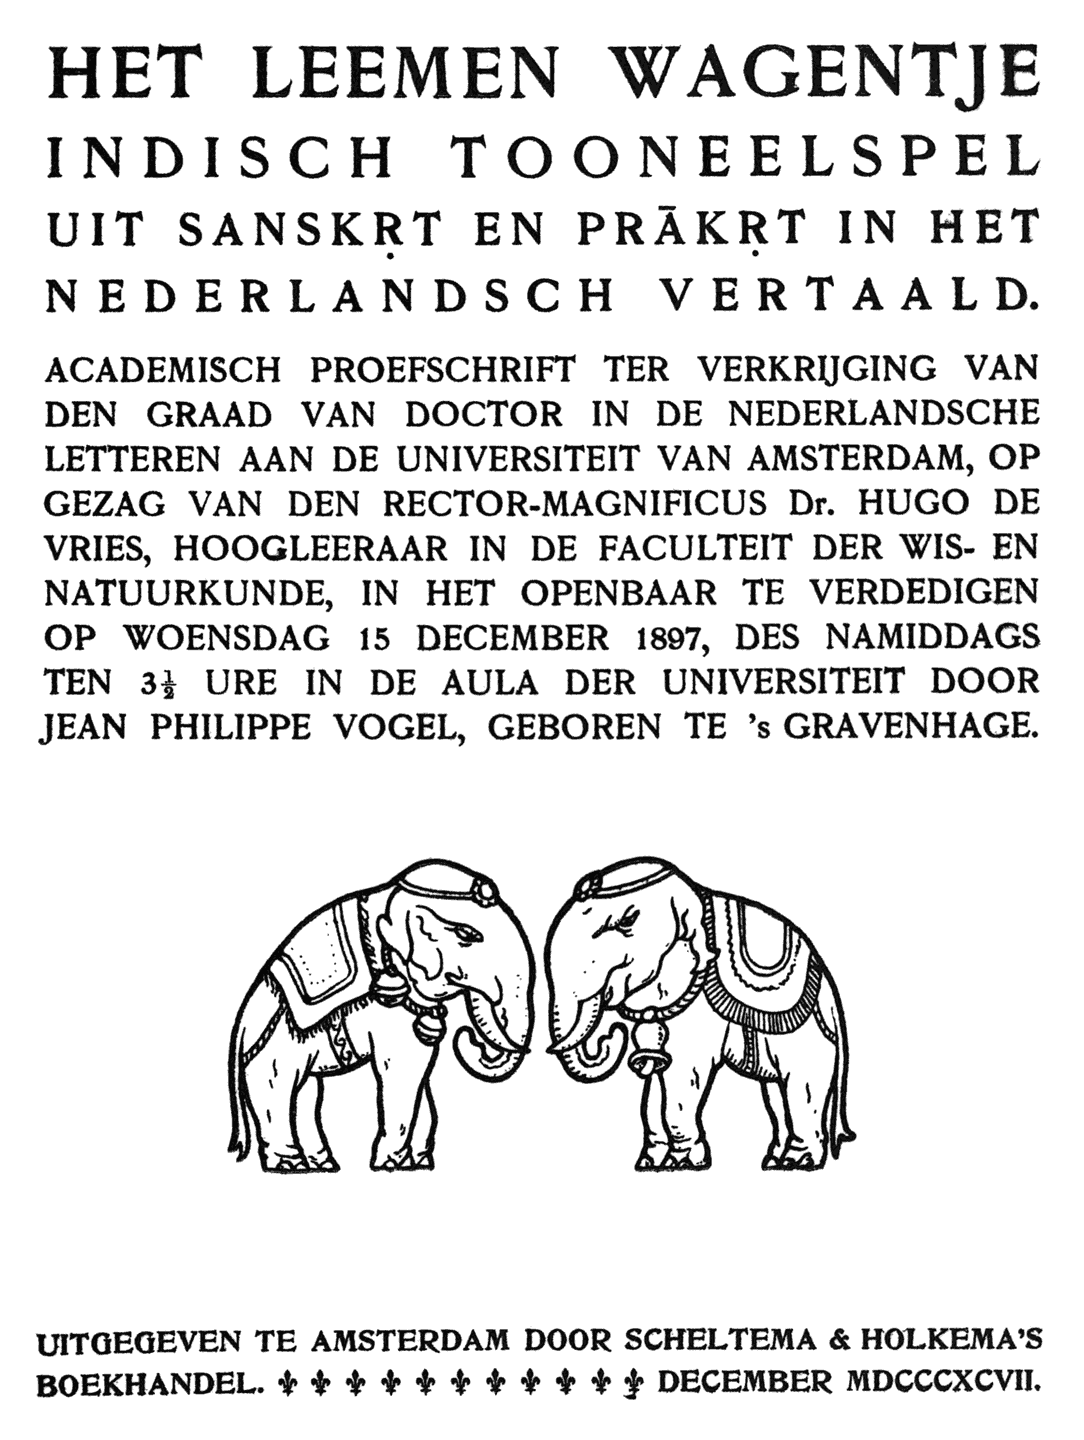 HET LEEMEN WAGENTJE
INDISCH TOONEELSPEL
UIT SANSKṚT EN PRĀKṚT IN HET
NEDERLANDSCH VERTAALD.
ACADEMISCH PROEFSCHRIFT TER VERKRIJGING VAN
DEN GRAAD VAN DOCTOR IN DE NEDERLANDSCHE
LETTEREN AAN DE UNIVERSITEIT VAN AMSTERDAM, OP
GEZAG VAN DEN RECTOR-MAGNIFICUS Dr. HUGO DE
VRIES, HOOGLEERAAR IN DE FACULTEIT DER WIS- EN
NATUURKUNDE, IN HET OPENBAAR TE VERDEDIGEN
OP WOENSDAG 15 DECEMBER 1897, DES NAMIDDAGS
TEN 3½ URE IN DE AULA DER UNIVERSITEIT DOOR
JEAN PHILIPPE VOGEL, GEBOREN TE 's GRAVENHAGE.
UITGEGEVEN TE AMSTERDAM DOOR SCHELTEMA & HOLKEMA'S
BOEKHANDEL. ⚜ ⚜ ⚜ ⚜ ⚜ ⚜ ⚜ ⚜ ⚜ ⚜ ⚜ DECEMBER MDCCCXCVII.